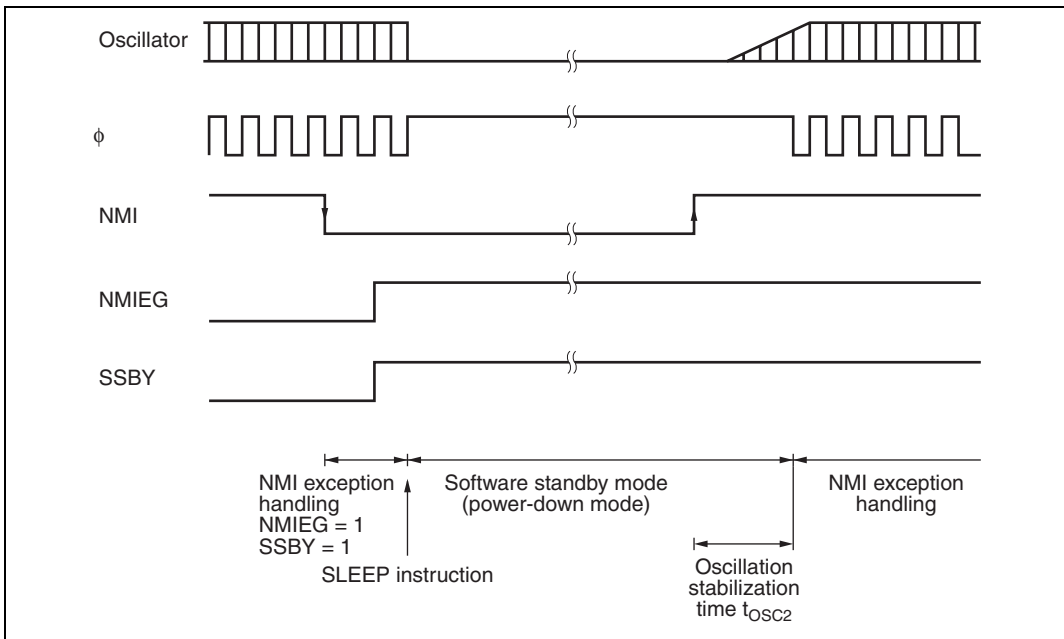 Oscillator
ϕ
NMI
NMIEG
SSBY
NMI exception
handling
NMIEG = 1
SSBY = 1
SLEEP instruction
Software standby mode
(power-down mode)
Oscillation
stabilization
time tOSC2
NMI exception
handling